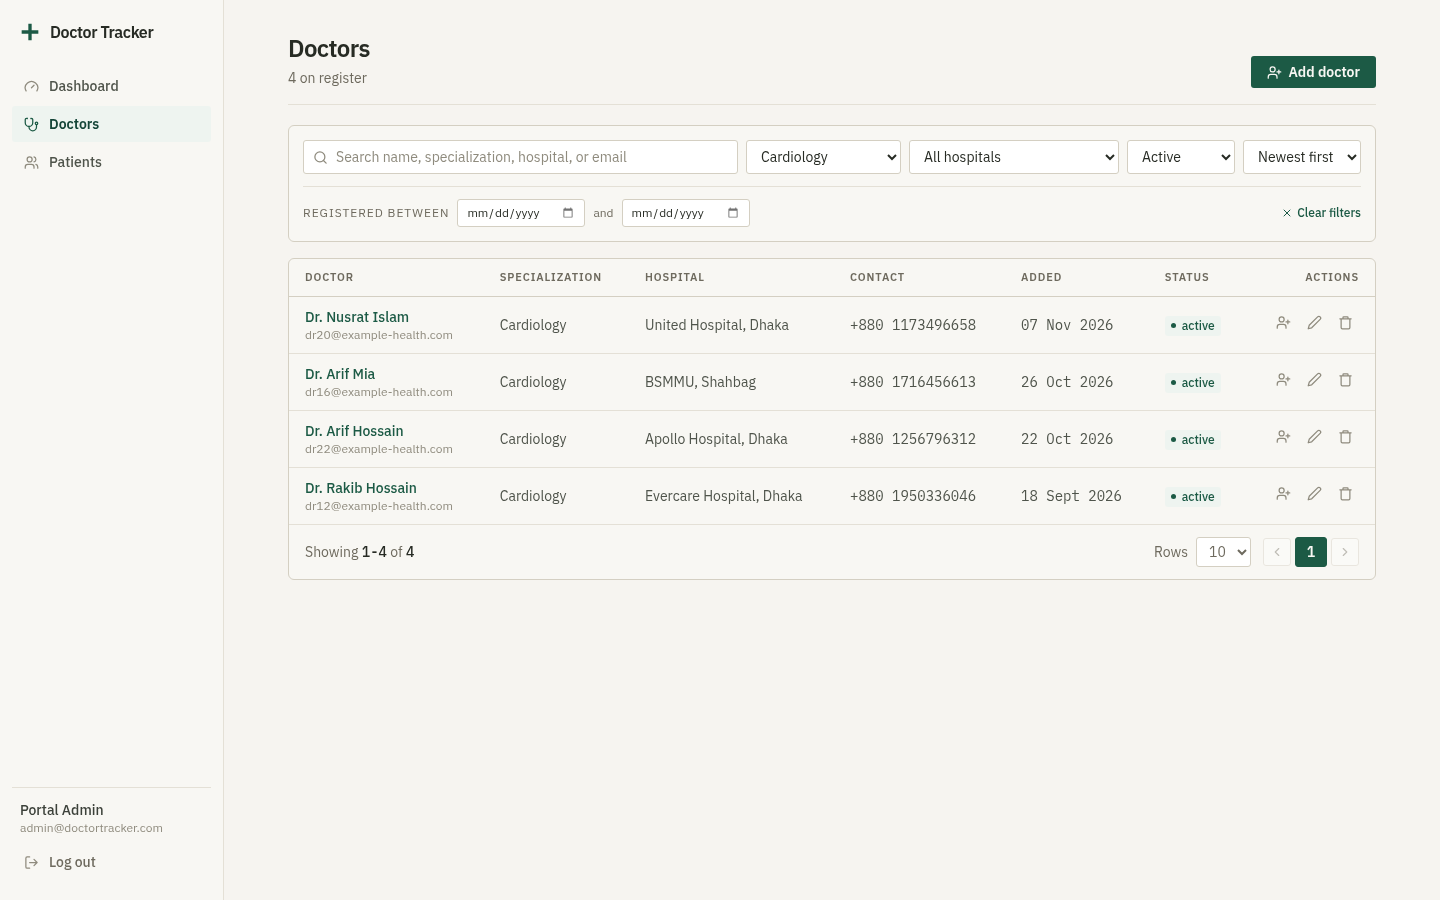 Doctor Tracker
Dashboard
Doctors
Patients
Portal Admin
admin@doctortracker.com
Log out
Doctors
4 on register
Add doctor
Search name, specialization, hospital, or email
Cardiology
All hospitals
Active
Newest first
REGISTERED BETWEEN mm/dd/yyyy and mm/dd/yyyy
Clear filters
DOCTOR SPECIALIZATION HOSPITAL CONTACT ADDED STATUS ACTIONS
Dr. Nusrat Islam
dr20@example-health.com
Cardiology United Hospital, Dhaka +880 1173496658 07 Nov 2026 active
Dr. Arif Mia
dr16@example-health.com
Cardiology BSMMU, Shahbag +880 1716456613 26 Oct 2026 active
Dr. Arif Hossain
dr22@example-health.com
Cardiology Apollo Hospital, Dhaka +880 1256796312 22 Oct 2026 active
Dr. Rakib Hossain
dr12@example-health.com
Cardiology Evercare Hospital, Dhaka +880 1950336046 18 Sept 2026 active
Showing 1-4 of 4
Rows 10 1